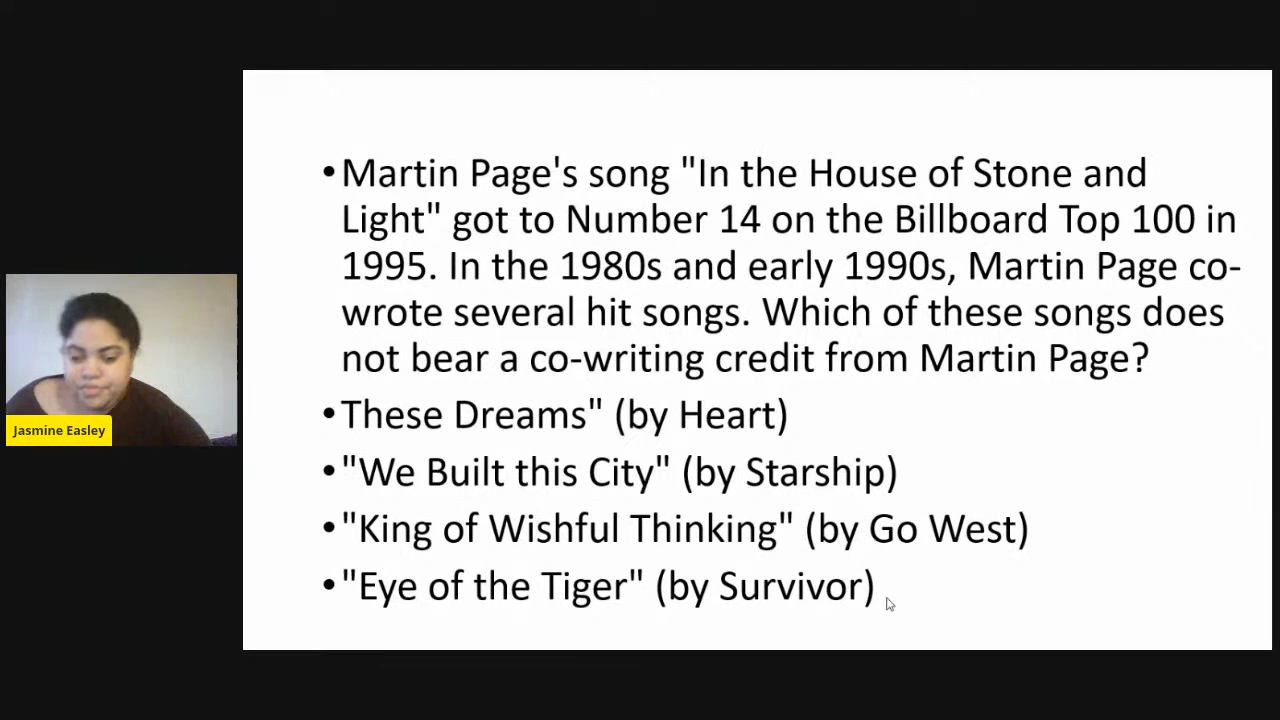 •Martin Page's song "In the House of Stone and
Light" got to Number 14 on the Billboard Top 100 in
1995. In the 1980s and early 1990s, Martin Page co-
wrote several hit songs. Which of these songs does
not bear a co-writing credit from Martin Page?
•These Dreams" (by Heart)
•"We Built this City" (by Starship)
•"King of Wishful Thinking" (by Go West)
•"Eye of the Tiger" (by Survivor)
Jasmine Easley